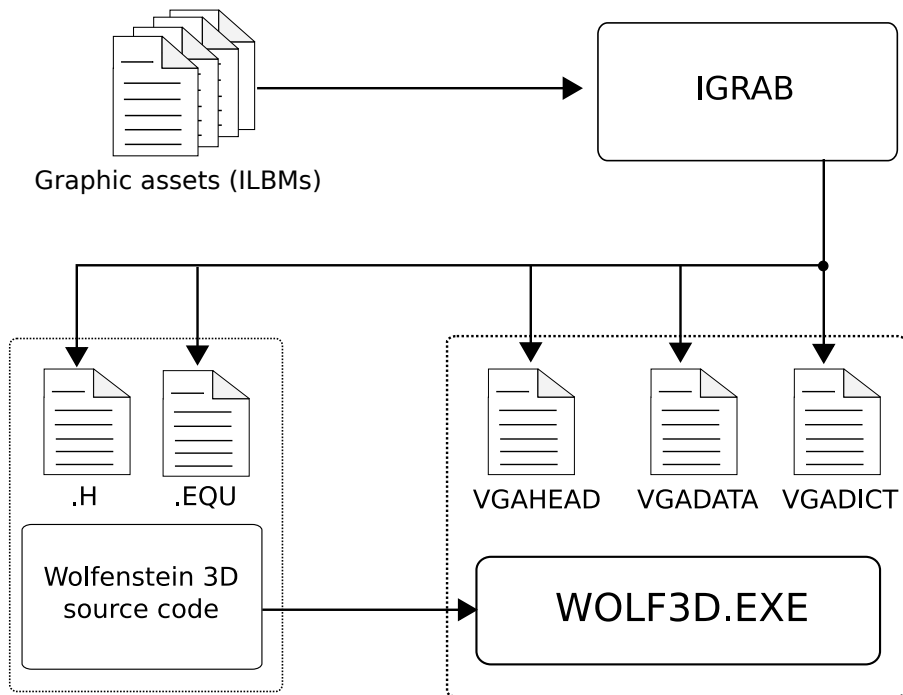 IGRAB
Graphic assets (ILBMs)
.H
.EQU
VGAHEAD
VGADATA
VGADICT
Wolfenstein 3D
source code
WOLF3D.EXE